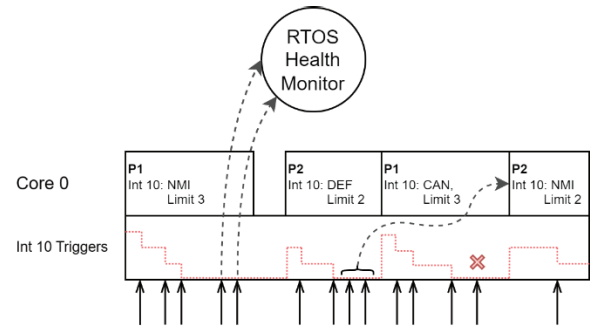 RTOS
Health
Monitor
Core 0
P1
Int 10: NMI
Limit 3
P2
Int 10: DEF
Limit 2
P1
Int 10: CAN,
Limit 3
P2
Int 10: NMI
Limit 2
Int 10 Triggers